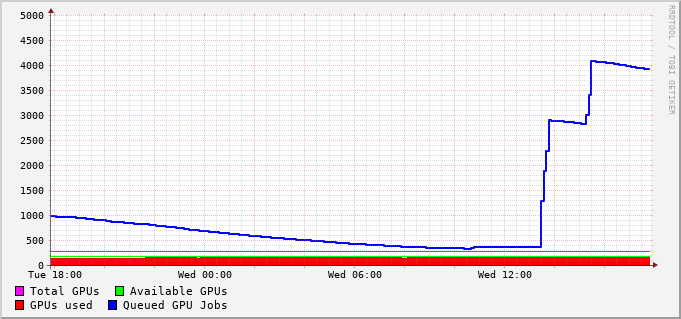 5000
4500
4000
3500
3000
2500
2000
1500
1000
500
0
Tue 18:00 Wed 00:00 Wed 06:00 Wed 12:00
Total GPUs Available GPUs
GPUs used Queued GPU Jobs
RRDTOOL / TOBI OETIKER